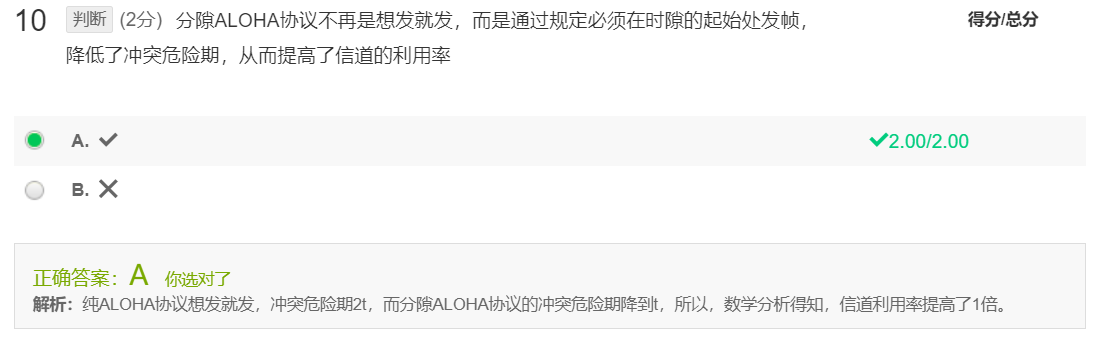 10 判断 (2分) 分隙ALOHA协议不再是想发就发，而是通过规定必须在时隙的起始处发帧， 得分/总分
降低了冲突危险期，从而提高了信道的利用率
A. ✔ ✔2.00/2.00
B. ✕
正确答案：A 你选对了
解析：纯ALOHA协议想发就发，冲突危险期2t，而分隙ALOHA协议的冲突危险期降到t，所以，数学分析得知，信道利用率提高了1倍。